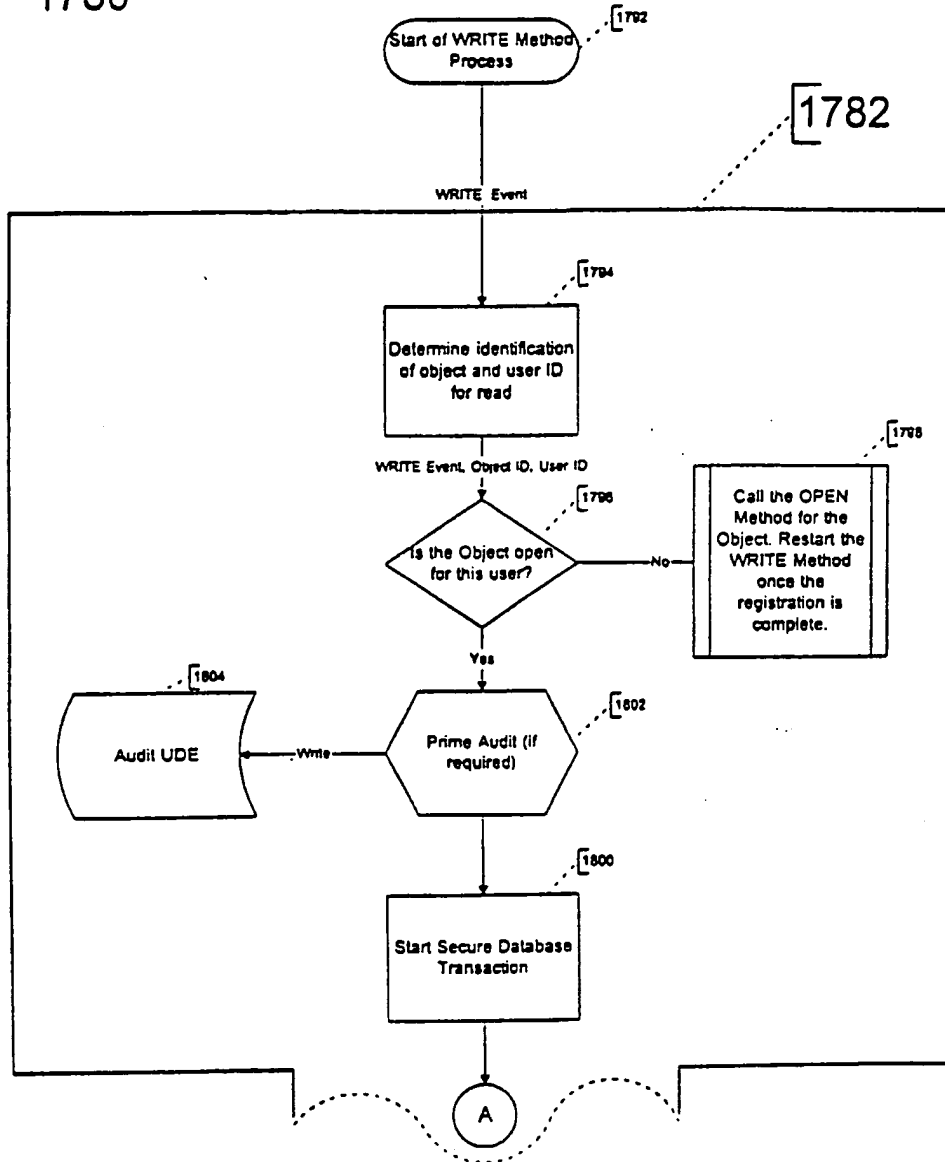 1780
Start of WRITE Method
Process
1792
1782
WRITE Event
1794
Determine identification
of object and user ID
for read
WRITE Event, Object ID, User ID
1796
1798
Is the Object open
for this user?
No
Call the OPEN
Method for the
Object. Restart the
WRITE Method
once the
registration is
complete.
Yes
1804
1802
Audit UDE
Write
Prime Audit (if
required)
1800
Start Secure Database
Transaction
A